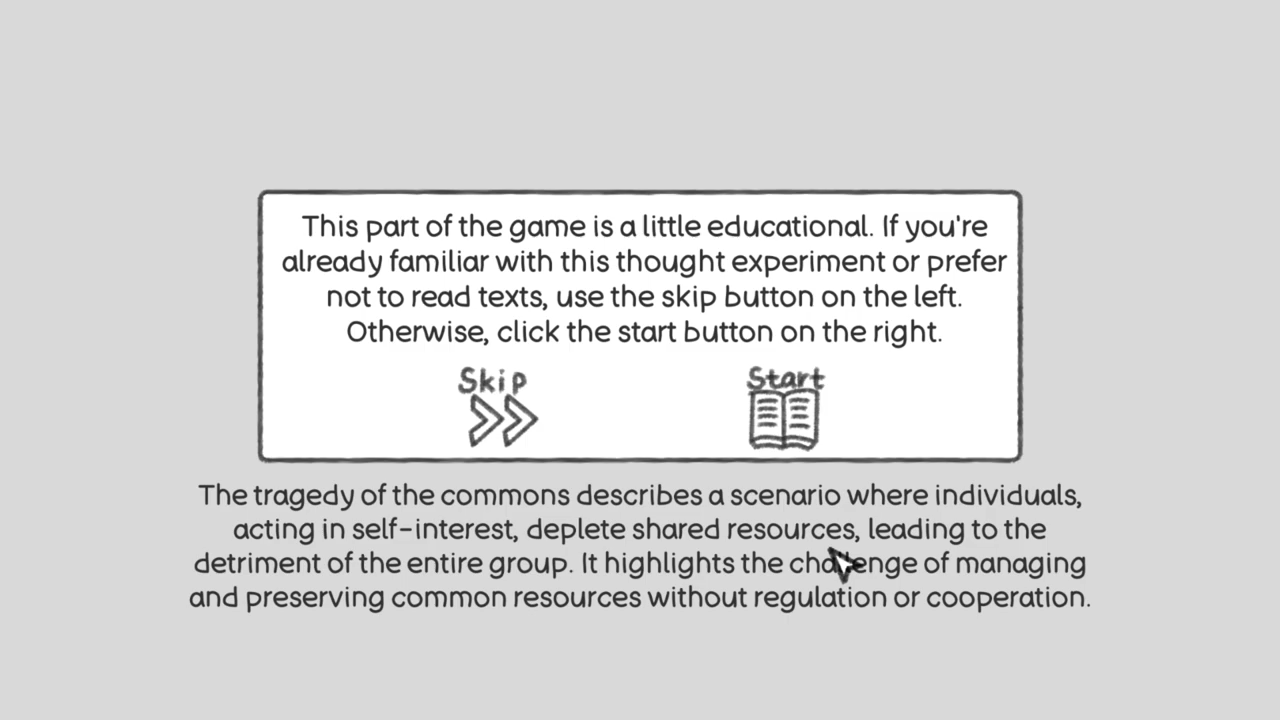 This part of the game is a little educational. If you're
already familiar with this thought experiment or prefer
not to read texts, use the skip button on the left.
Otherwise, click the start button on the right.
Skip
Start
The tragedy of the commons describes a scenario where individuals,
acting in self-interest, deplete shared resources, leading to the
detriment of the entire group. It highlights the challenge of managing
and preserving common resources without regulation or cooperation.